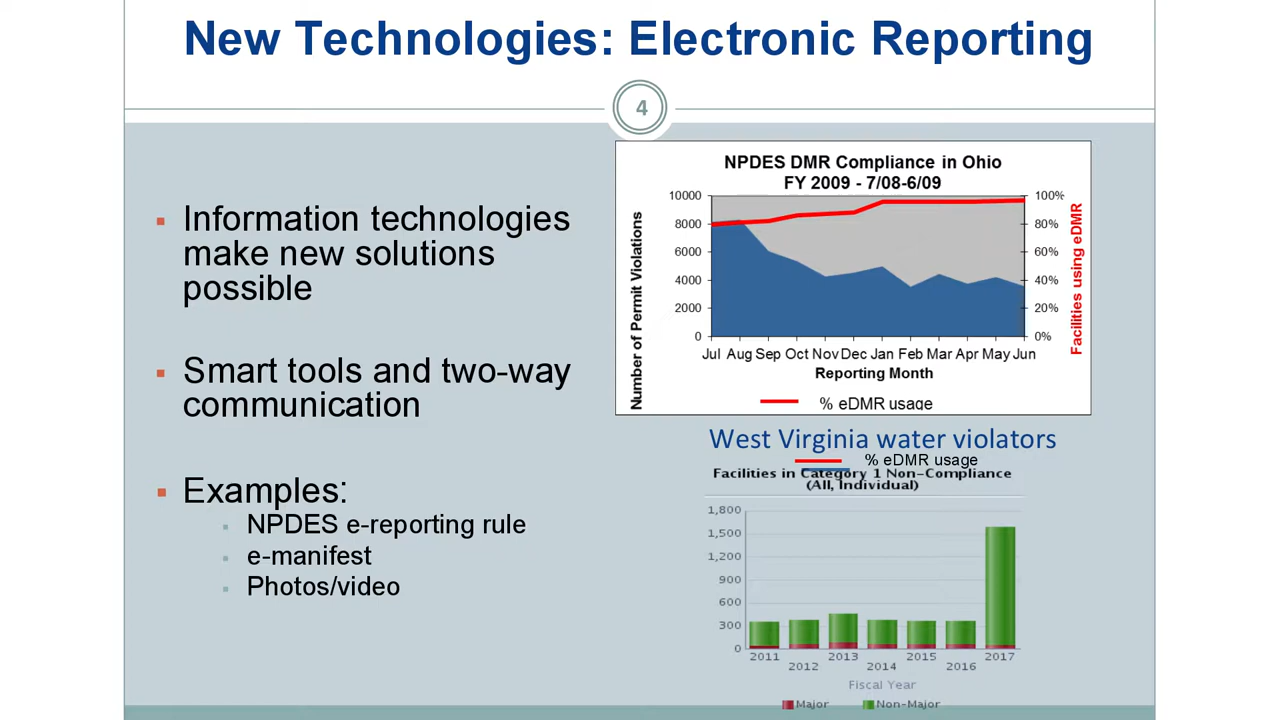 New Technologies: Electronic Reporting
4
▪ Information technologies
make new solutions
possible
▪ Smart tools and two-way
communication
▪ Examples:
▪ NPDES e-reporting rule
▪ e-manifest
▪ Photos/video
NPDES DMR Compliance in Ohio
FY 2009 - 7/08-6/09
Number of Permit Violations
10000
8000
6000
4000
2000
0
100%
80%
60%
40%
20%
0%
Facilities using eDMR
Jul Aug Sep Oct Nov Dec Jan Feb Mar Apr May Jun
Reporting Month
% eDMR usage
West Virginia water violators
% eDMR usage
Facilities in Category 1 Non-Compliance
(All, Individual)
1,800
1,500
1,200
900
600
300
0
2011 2012 2013 2014 2015 2016 2017
Fiscal Year
Major Non-Major